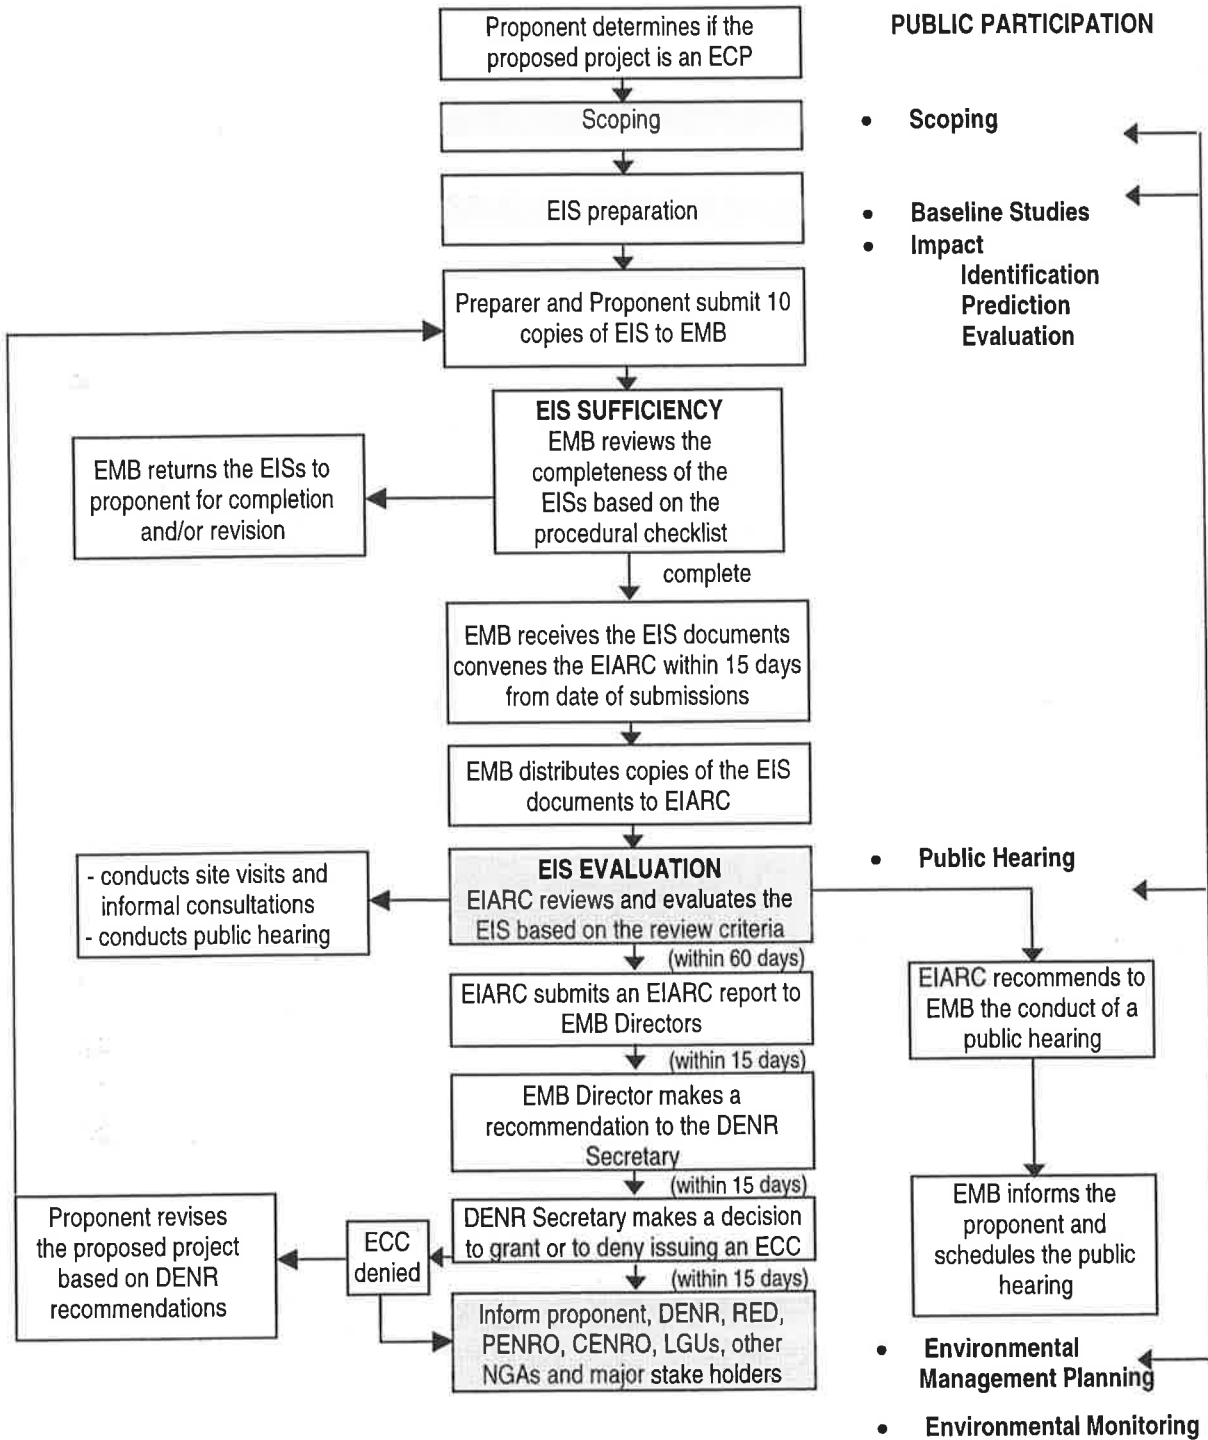 Proponent determines if the
proposed project is an ECP
PUBLIC PARTICIPATION
Scoping
• Scoping
EIS preparation
• Baseline Studies
• Impact
Identification
Prediction
Evaluation
Preparer and Proponent submit 10
copies of EIS to EMB
EIS SUFFICIENCY
EMB reviews the
completeness of the
EISs based on the
procedural checklist
EMB returns the EISs to
proponent for completion
and/or revision
complete
EMB receives the EIS documents
convenes the EIARC within 15 days
from date of submissions
EMB distributes copies of the EIS
documents to EIARC
EIS EVALUATION
EIARC reviews and evaluates the
EIS based on the review criteria
- conducts site visits and
informal consultations
- conducts public hearing
• Public Hearing
(within 60 days)
EIARC submits an EIARC report to
EMB Directors
EIARC recommends to
EMB the conduct of a
public hearing
(within 15 days)
EMB Director makes a
recommendation to the DENR
Secretary
(within 15 days)
EMB informs the
proponent and
schedules the public
hearing
DENR Secretary makes a decision
to grant or to deny issuing an ECC
ECC
denied
Proponent revises
the proposed project
based on DENR
recommendations
(within 15 days)
Inform proponent, DENR, RED,
PENRO, CENRO, LGUs, other
NGAs and major stake holders
• Environmental
Management Planning
• Environmental Monitoring